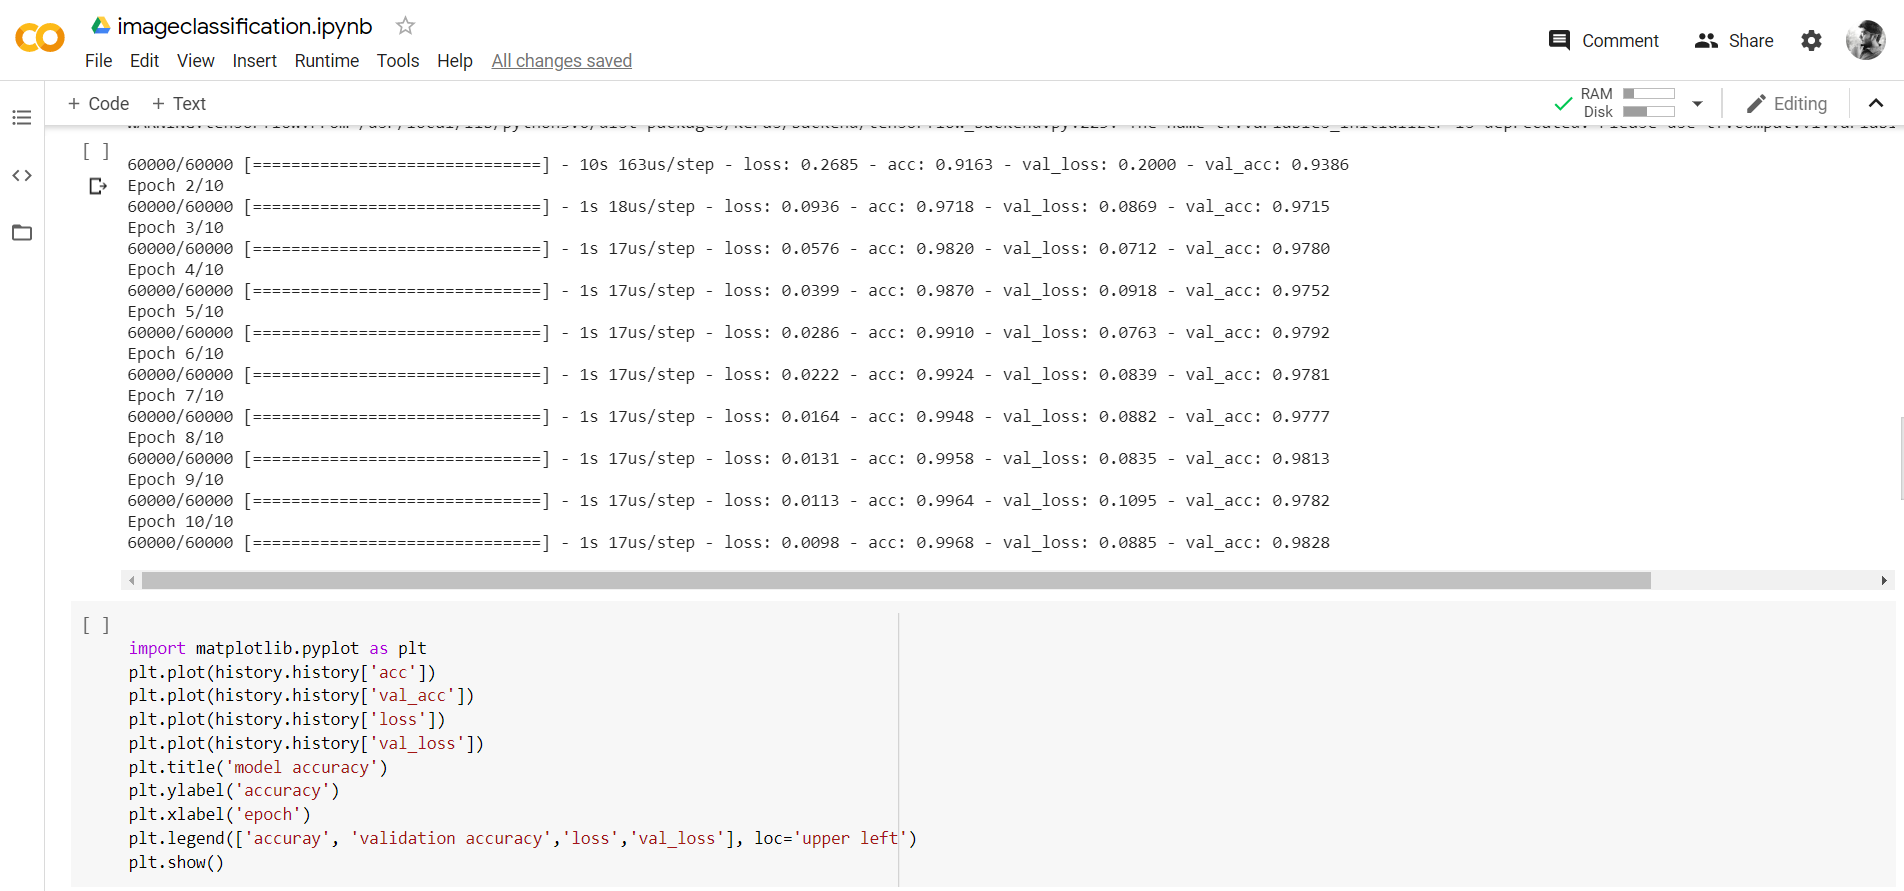 imageclassification.ipynb
File Edit View Insert Runtime Tools Help All changes saved
Comment Share
+ Code + Text
RAM
Disk
Editing
[ ]
60000/60000 [==============================] - 10s 163us/step - loss: 0.2685 - acc: 0.9163 - val_loss: 0.2000 - val_acc: 0.9386
Epoch 2/10
60000/60000 [==============================] - 1s 18us/step - loss: 0.0936 - acc: 0.9718 - val_loss: 0.0869 - val_acc: 0.9715
Epoch 3/10
60000/60000 [==============================] - 1s 17us/step - loss: 0.0576 - acc: 0.9820 - val_loss: 0.0712 - val_acc: 0.9780
Epoch 4/10
60000/60000 [==============================] - 1s 17us/step - loss: 0.0399 - acc: 0.9870 - val_loss: 0.0918 - val_acc: 0.9752
Epoch 5/10
60000/60000 [==============================] - 1s 17us/step - loss: 0.0286 - acc: 0.9910 - val_loss: 0.0763 - val_acc: 0.9792
Epoch 6/10
60000/60000 [==============================] - 1s 17us/step - loss: 0.0222 - acc: 0.9924 - val_loss: 0.0839 - val_acc: 0.9781
Epoch 7/10
60000/60000 [==============================] - 1s 17us/step - loss: 0.0164 - acc: 0.9948 - val_loss: 0.0882 - val_acc: 0.9777
Epoch 8/10
60000/60000 [==============================] - 1s 17us/step - loss: 0.0131 - acc: 0.9958 - val_loss: 0.0835 - val_acc: 0.9813
Epoch 9/10
60000/60000 [==============================] - 1s 17us/step - loss: 0.0113 - acc: 0.9964 - val_loss: 0.1095 - val_acc: 0.9782
Epoch 10/10
60000/60000 [==============================] - 1s 17us/step - loss: 0.0098 - acc: 0.9968 - val_loss: 0.0885 - val_acc: 0.9828
[ ]
import matplotlib.pyplot as plt
plt.plot(history.history['acc'])
plt.plot(history.history['val_acc'])
plt.plot(history.history['loss'])
plt.plot(history.history['val_loss'])
plt.title('model accuracy')
plt.ylabel('accuracy')
plt.xlabel('epoch')
plt.legend(['accuray', 'validation accuracy','loss','val_loss'], loc='upper left')
plt.show()